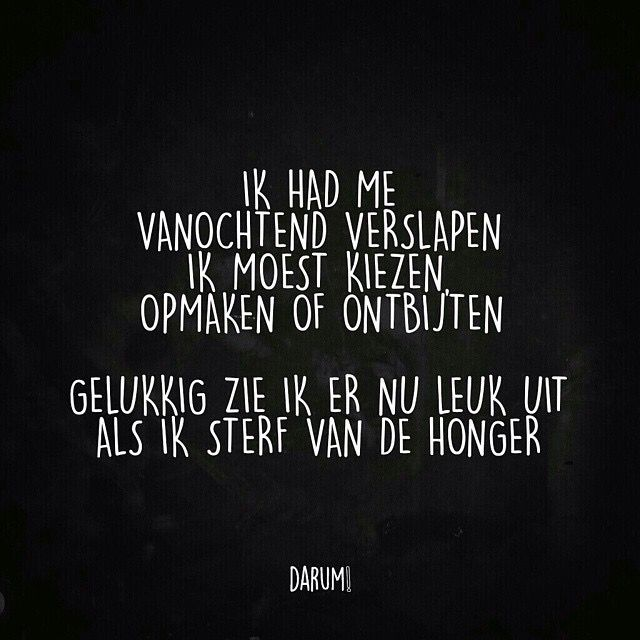 IK HAD ME
VANOCHTEND VERSLAPEN
IK MOEST KIEZEN,
OPMAKEN OF ONTBIJTEN
GELUKKIG ZIE IK ER NU LEUK UIT
ALS IK STERF VAN DE HONGER
DARUM!